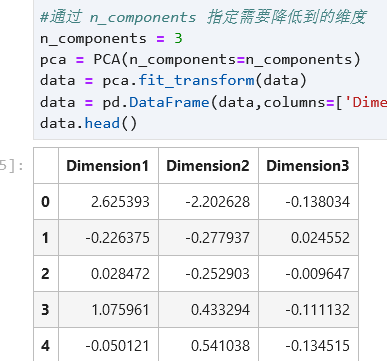 #通过 n_components 指定需要降低到的维度
n_components = 3
pca = PCA(n_components=n_components)
data = pca.fit_transform(data)
data = pd.DataFrame(data,columns=['Dime
data.head()
5]:
Dimension1 Dimension2 Dimension3
0 2.625393 -2.202628 -0.138034
1 -0.226375 -0.277937 0.024552
2 0.028472 -0.252903 -0.009647
3 1.075961 0.433294 -0.111132
4 -0.050121 0.541038 -0.134515